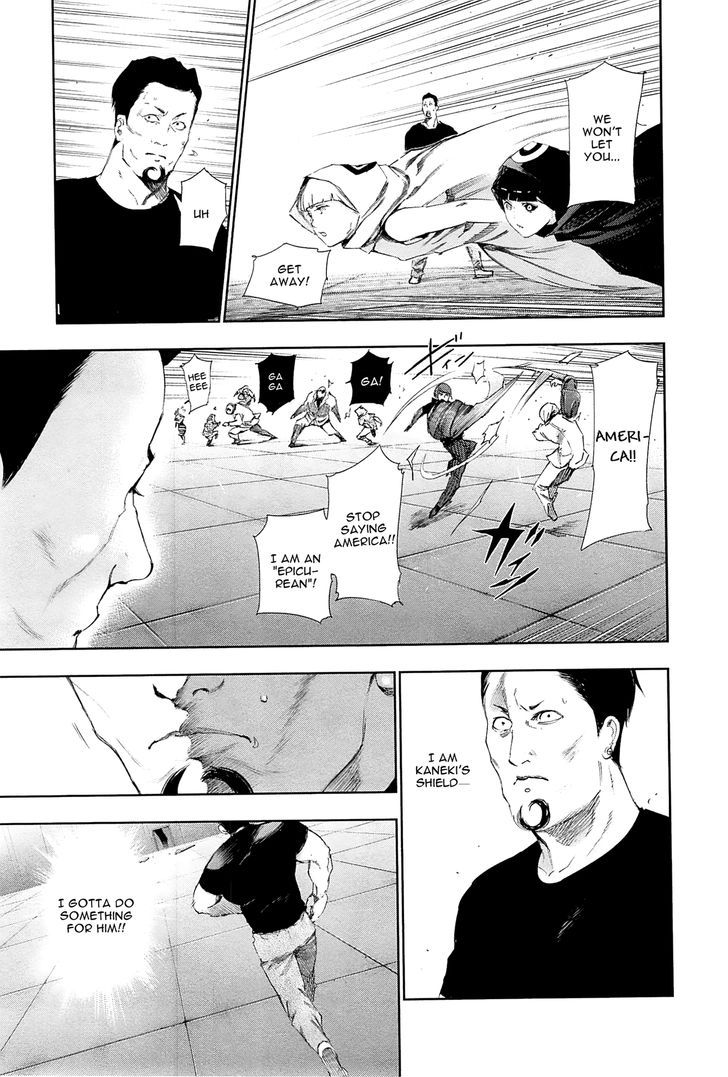 WE
WON'T
LET
YOU...
GET
AWAY!
UH
AMERI-
CA!!
GA!
GA
GA
HEE
EEE
STOP
SAYING
AMERICA!!
I AM AN
"EPICU-
REAN"!
I AM
KANEKI'S
SHIELD—
I GOTTA DO
SOMETHING
FOR HIM!!